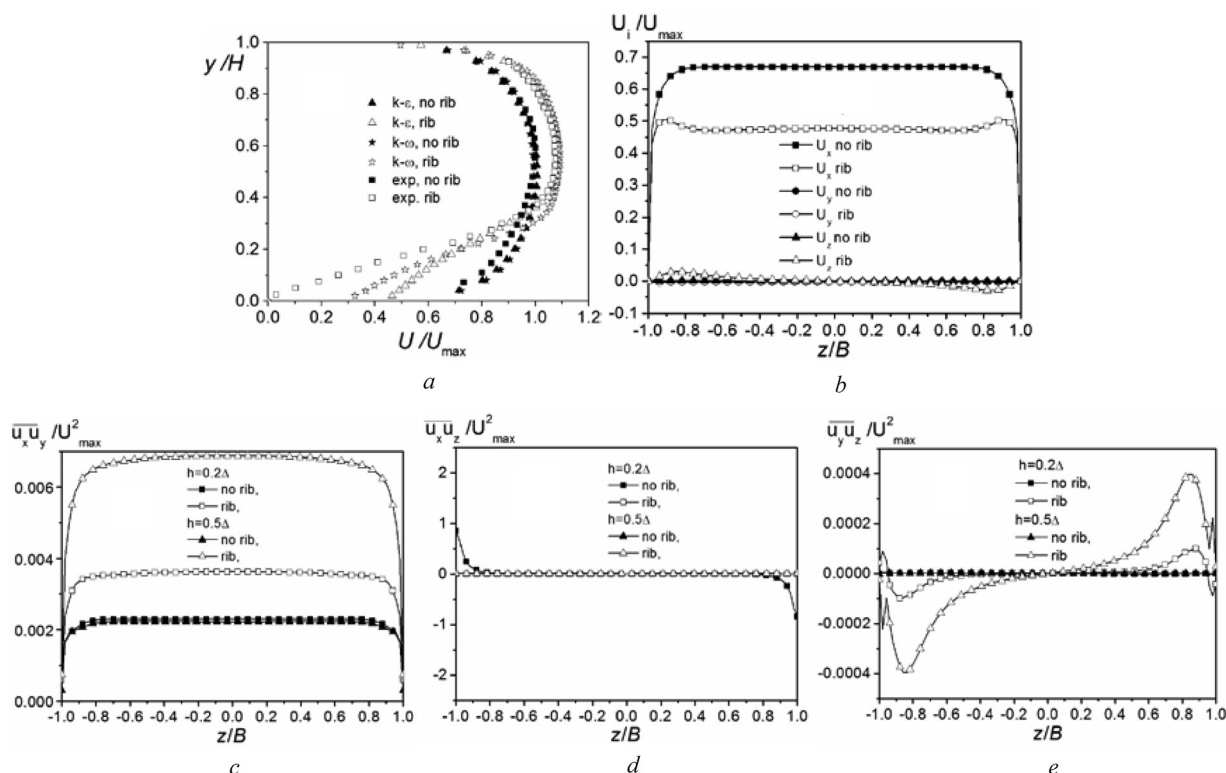 y/H
1.0
0.8
0.6
0.4
0.2
0.0
k-ε, no rib
k-ε, rib
k-ω, no rib
k-ω, rib
exp, no rib
exp. rib
0.0 0.2 0.4 0.6 0.8 1.0 1.2
U/U_max
a
U_i/U_max
0.7
0.6
0.5
0.4
0.3
0.2
0.1
0.0
-0.1
U_x no rib
U_x rib
U_y no rib
U_y rib
U_z no rib
U_z rib
-1.0 -0.8 -0.6 -0.4 -0.2 0.0 0.2 0.4 0.6 0.8 1.0
z/B
b
u̅_x u̅_y/U²_max
0.006
0.004
0.002
0.000
h=0.2Δ
no rib,
rib,
h=0.5Δ
no rib,
rib,
-1.0 -0.8 -0.6 -0.4 -0.2 0.0 0.2 0.4 0.6 0.8 1.0
z/B
c
u̅_x u̅_z/U²_max
2
1
0
-1
-2
h=0.2Δ
no rib,
rib,
h=0.5Δ
no rib,
rib,
-1.0 -0.8 -0.6 -0.4 -0.2 0.0 0.2 0.4 0.6 0.8 1.0
z/B
d
u̅_y u̅_z/U²_max
0.0004
0.0002
0.0000
-0.0002
-0.0004
h=0.2Δ
no rib,
rib
h=0.5Δ
no rib,
rib
-1.0 -0.8 -0.6 -0.4 -0.2 0.0 0.2 0.4 0.6 0.8 1.0
z/B
e